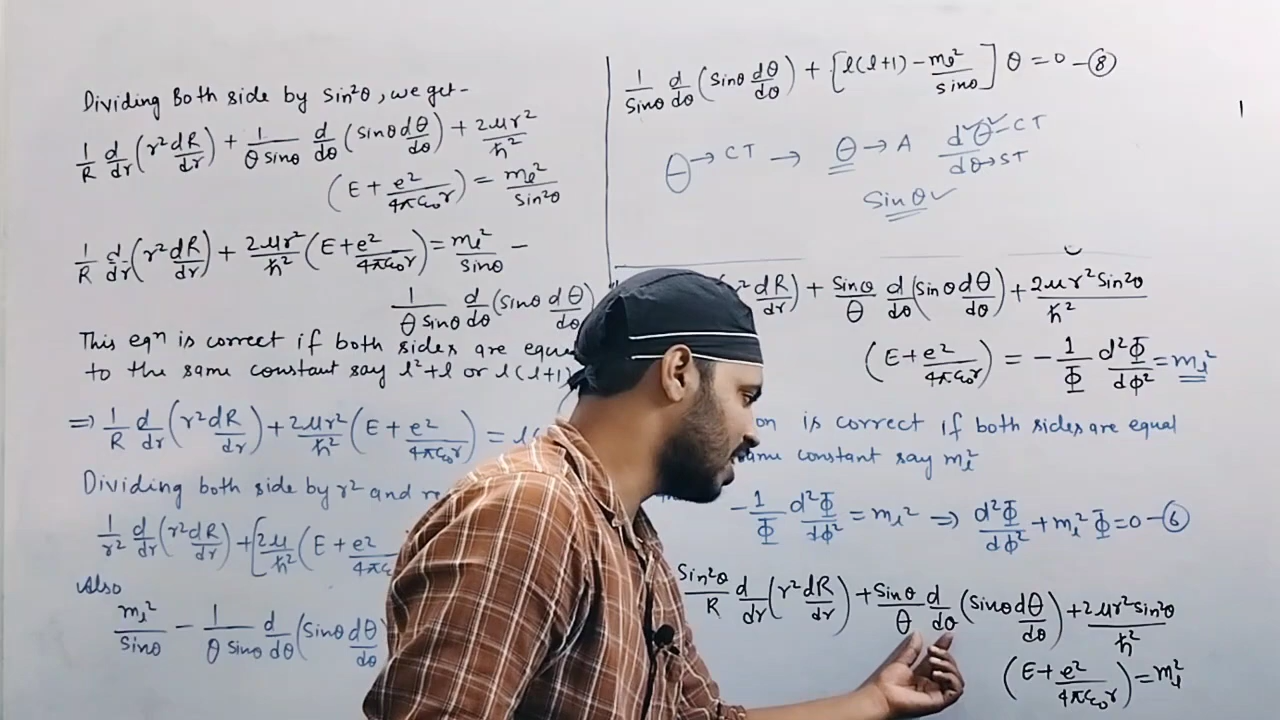 Dividing Both side by Sin²θ, we get-
1/R d/dr (r² dR/dr) + 1/(Θ sinθ) d/dθ (sinθ dΘ/dθ) + 2μr²/ħ²
(E + e²/4πε₀r) = mℓ²/sin²θ
1/R d/dr (r² dR/dr) + 2μr²/ħ² (E + e²/4πε₀r) = mℓ²/sinθ -
1/(Θ sinθ) d/dθ (sinθ dΘ/dθ)
This eqⁿ is correct if both sides are
to the same constant say l²+l or l(l+1)
⇒ 1/R d/dr (r² dR/dr) + 2μr²/ħ² (E + e²/4πε₀r) =
Dividing both side by r² and
1/r² d/dr (r² dR/dr) + [2μ/ħ² (E + e²
Also
mℓ²/sinθ - 1/(Θ sinθ) d/dθ (sinθ dΘ/dθ
1/Sinθ d/dθ (Sinθ dΘ/dθ) + [l(l+1) - mℓ²/sinθ] Θ = 0 - ⑧
Θ → CT → θ → A d²Θ → CT / dθ → ST
Sinθ ✓
r² dR/dr) + Sinθ/Θ d/dθ (Sinθ dΘ/dθ) + 2μr² Sin²θ/ħ²
(E + e²/4πε₀r) = - 1/Φ d²Φ/dϕ² = mℓ²
is correct if both sides are equal
constant say mℓ²
- 1/Φ d²Φ/dϕ² = mℓ² ⇒ d²Φ/dϕ² + mℓ² Φ = 0 - ⑥
Sin²θ/R d/dr (r² dR/dr) + Sinθ/Θ d/dθ (sinθ dΘ/dθ) + 2μr² sin²θ/ħ²
(E + e²/4πε₀r) = mℓ²